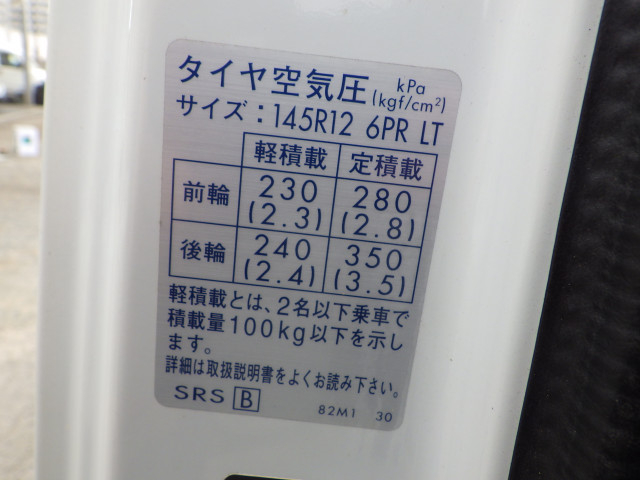 タイヤ空気圧 kPa (kgf/cm²)
サイズ：145R12 6PR LT
軽積載 定積載
前輪 230 (2.3) 280 (2.8)
後輪 240 (2.4) 350 (3.5)
軽積載とは、2名以下乗車で
積載量100kg以下を示し
ます。
詳細は取扱説明書をよくお読み下さい。
SRS B 82M1 30